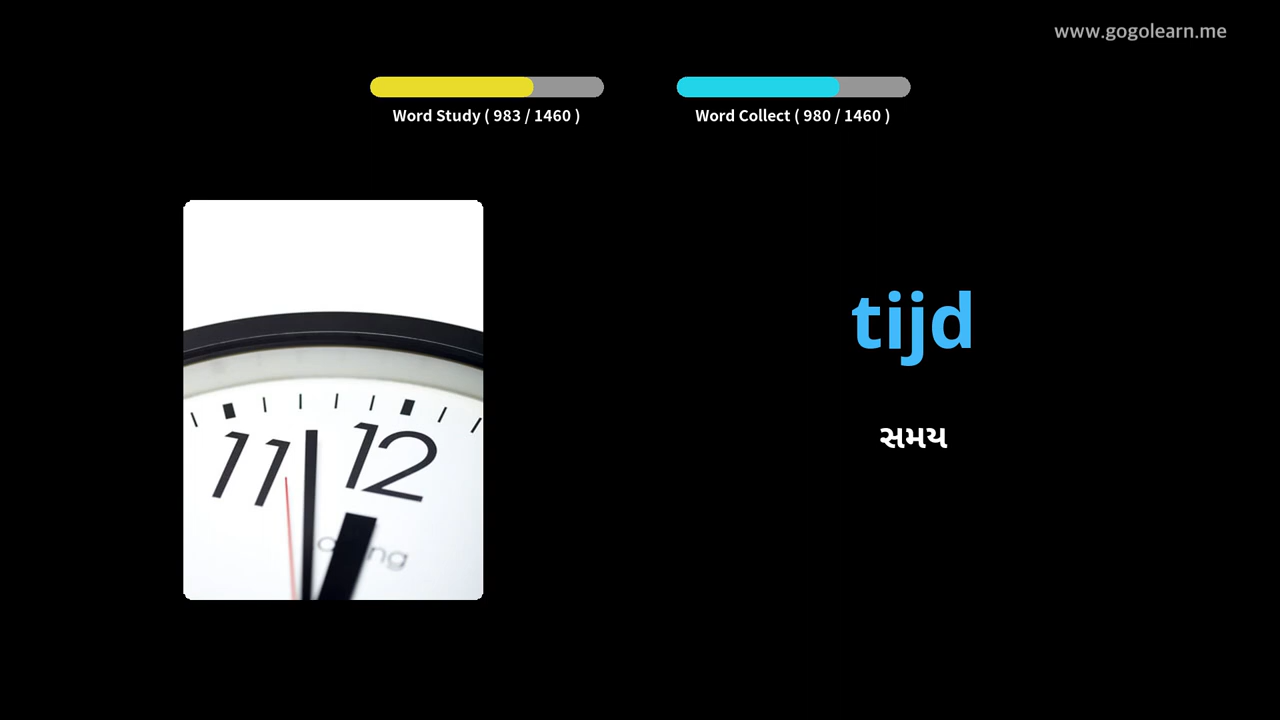 www.gogolearn.me
Word Study ( 983 / 1460 )
Word Collect ( 980 / 1460 )
tijd
સમય
11
12